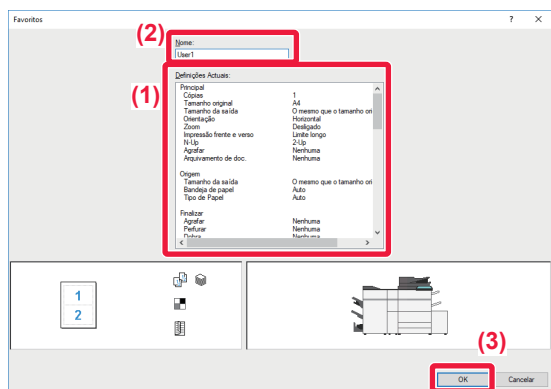 Favoritos ? ×
(2)
Nome:
User1
(1)
Definições Actuais:
Principal
Cópias 1
Tamanho original A4
Tamanho da saída O mesmo que o tamanho ori
Orientação Horizontal
Zoom Desligado
Impressão frente e verso Limite longo
N-Up 2-Up
Agrafar Nenhuma
Arquivamento de doc. Nenhuma
Origem
Tamanho da saída O mesmo que o tamanho ori
Bandeja de papel Auto
Tipo de Papel Auto
Finalizar
Agrafar Nenhuma
Perfurar Nenhuma
Dobra Nenhuma
1
2
(3)
OK Cancelar